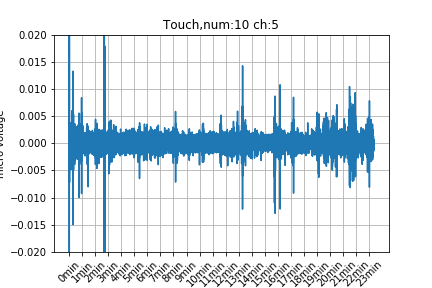 Touch,num:10 ch:5
0.020
0.015
0.010
0.005
0.000
−0.005
−0.010
−0.015
−0.020
micro voltage
0min
1min
2min
3min
4min
5min
6min
7min
8min
9min
10min
11min
12min
13min
14min
15min
16min
17min
18min
19min
20min
21min
22min
23min